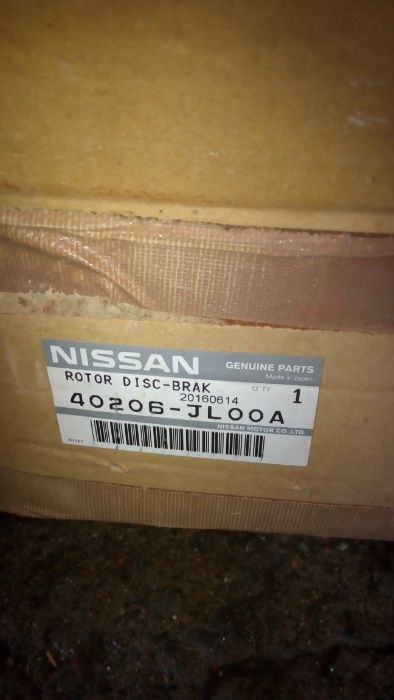 NISSAN GENUINE PARTS
Made in Japan
ROTOR DISC-BRAK Q'TY 1
20160614
40206-JL00A
NISSAN MOTOR CO.,LTD.